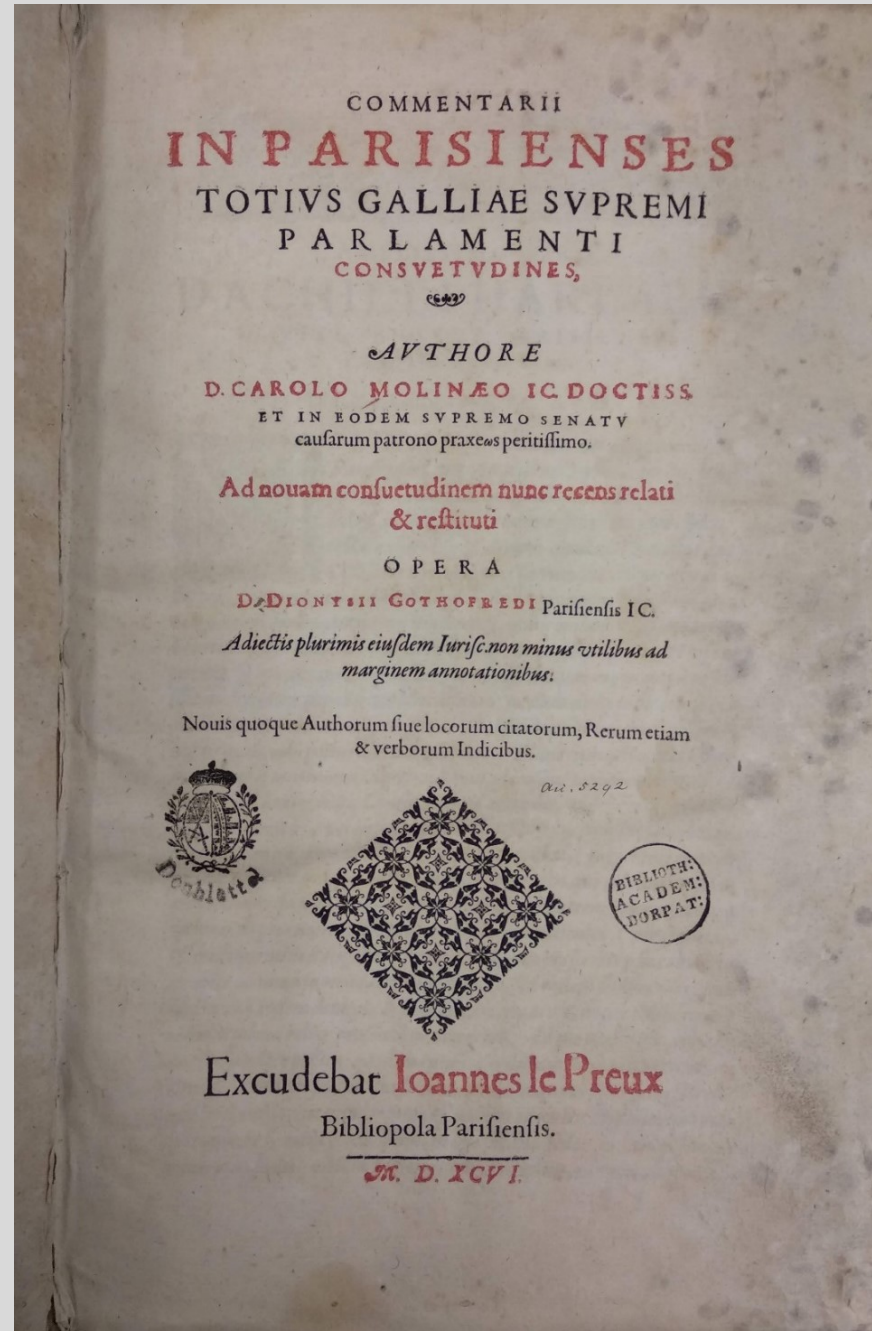 COMMENTARII
IN PARISIENSES
TOTIVS GALLIAE SVPREMI
PARLAMENTI
CONSVETVDINES,
AVTHORE
D. CAROLO MOLINÆO IC. DOCTISS.
ET IN EODEM SVPREMO SENATV
cauſarum patrono praxeωs peritiſſimo.
Ad nouam conſuetudinem nunc recens relati
& reſtituti
OPERA
D. DIONYSII GOTHOFREDI Pariſienſis IC.
Adiectis plurimis eiuſdem Iuriſc. non minus vtilibus ad
marginem annotationibus.
Nouis quoque Authorum ſiue locorum citatorum, Rerum etiam
& verborum Indicibus.
5292
Doubletta
BIBLIOTH:
ACADEM:
DORPAT:
Excudebat Ioannes le Preux
Bibliopola Pariſienſis.
M. D. XCVI.